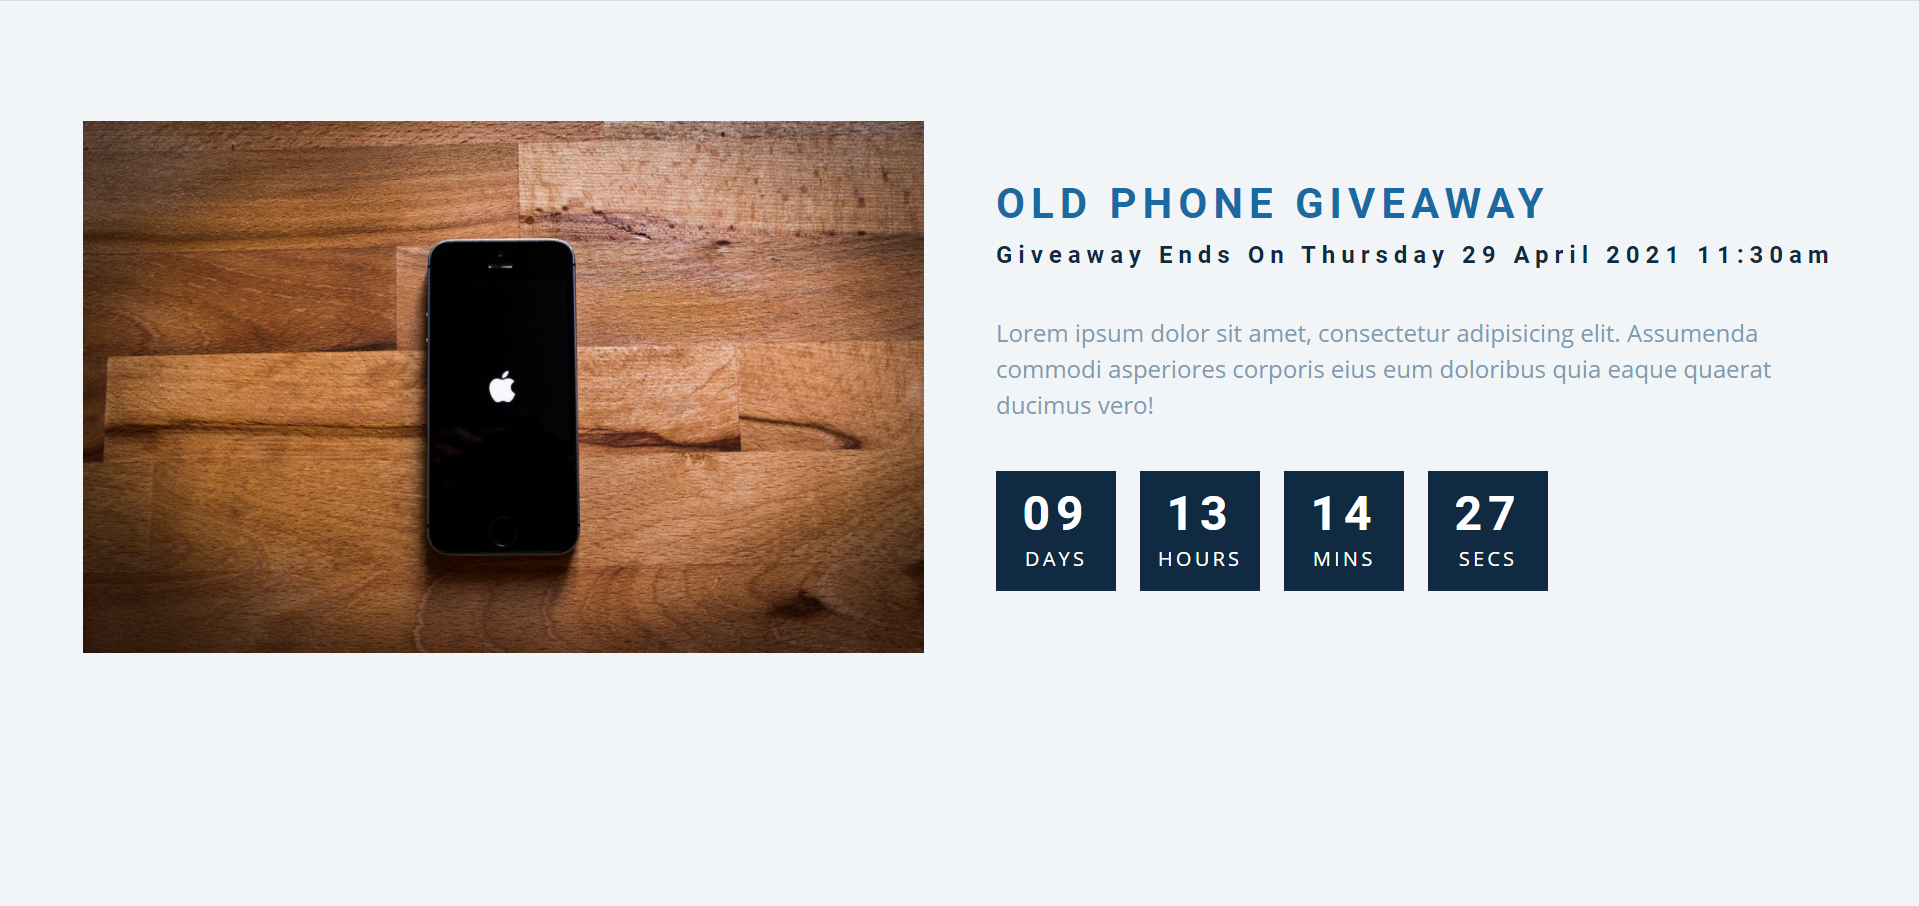 OLD PHONE GIVEAWAY
Giveaway Ends On Thursday 29 April 2021 11:30am
Lorem ipsum dolor sit amet, consectetur adipisicing elit. Assumenda
commodi asperiores corporis eius eum doloribus quia eaque quaerat
ducimus vero!
09 13 14 27
DAYS HOURS MINS SECS